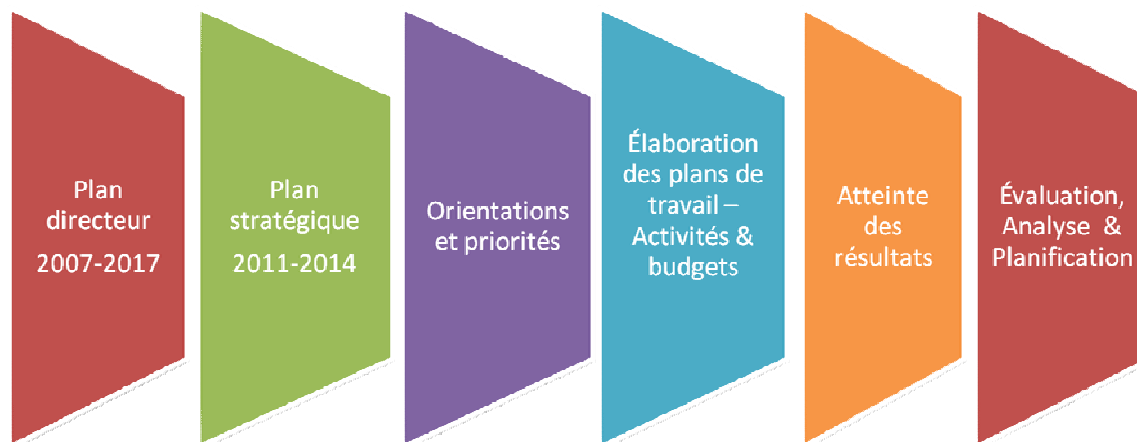 Plan
directeur
2007-2017
Plan
stratégique
2011-2014
Orientations
et priorités
Élaboration
des plans de
travail –
Activités &
budgets
Atteinte
des
résultats
Évaluation,
Analyse &
Planification